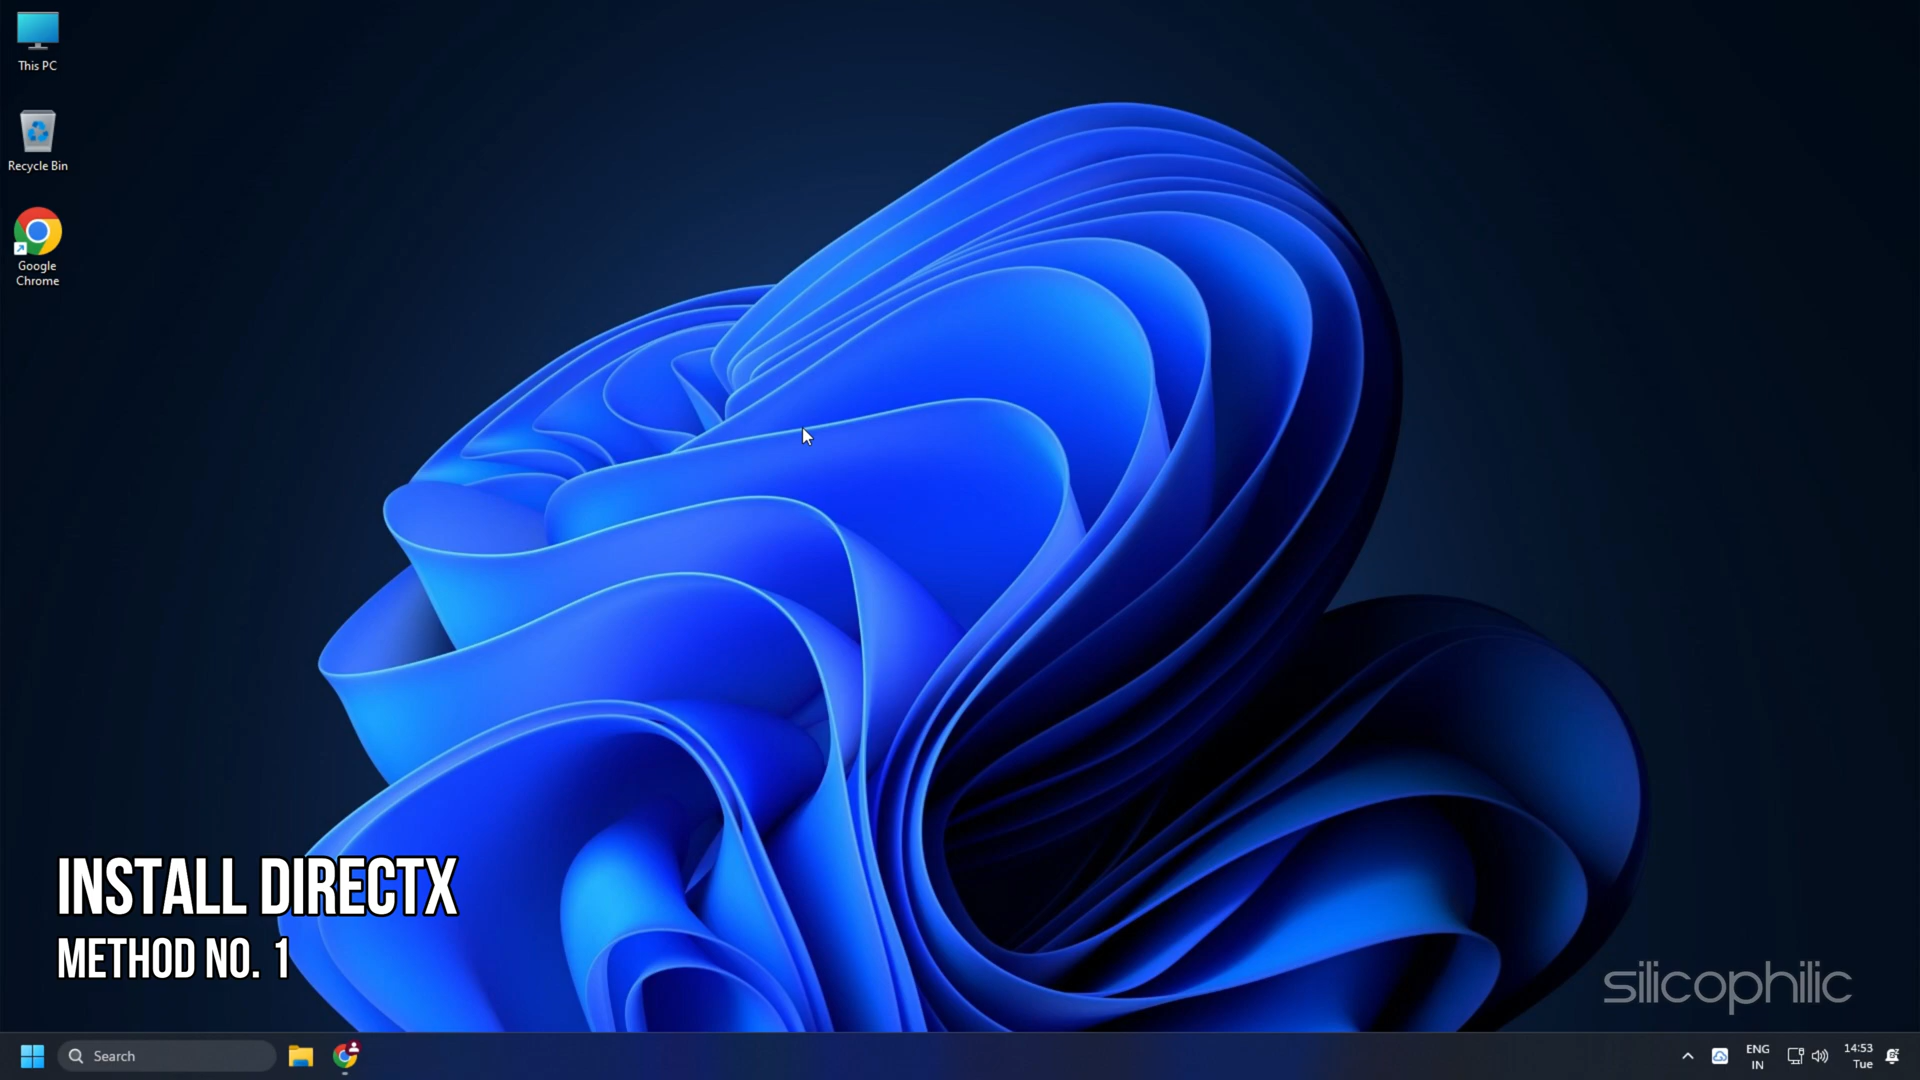 This PC
Recycle Bin
Google
Chrome
INSTALL DIRECTX
METHOD NO. 1
silicophilic
Search
ENG
IN
14:53
Tue